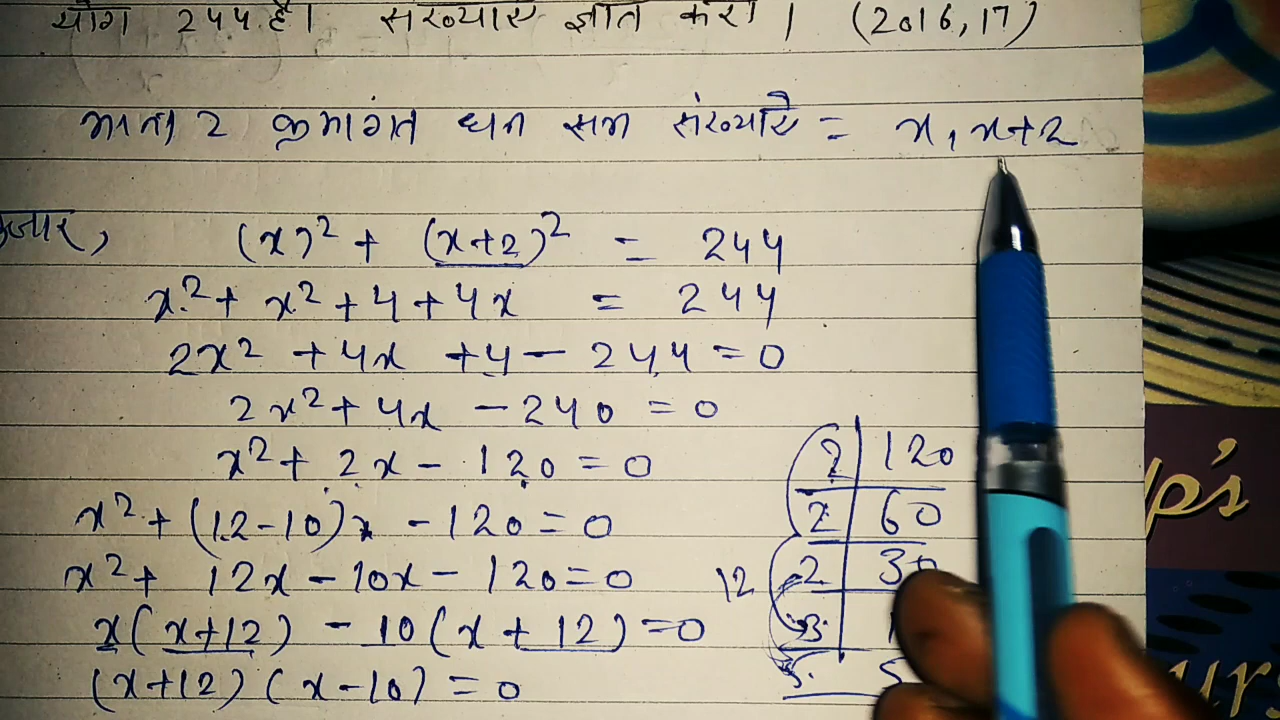 योग 244 है। संख्याएं ज्ञात करो। (2016,17)
माना 2 क्रमागत धन सम संख्याऐं = x, x+2
(x)² + (x+2)² = 244
x² + x² + 4 + 4x = 244
2x² + 4x + 4 - 244 = 0
2x² + 4x - 240 = 0
x² + 2x - 120 = 0
x² + (12-10)x - 120 = 0
x² + 12x - 10x - 120 = 0
x(x+12) - 10(x+12) = 0
(x+12) (x-10) = 0
2 | 120
2 | 60
12 2 | 30
3
5 5
p's
urs